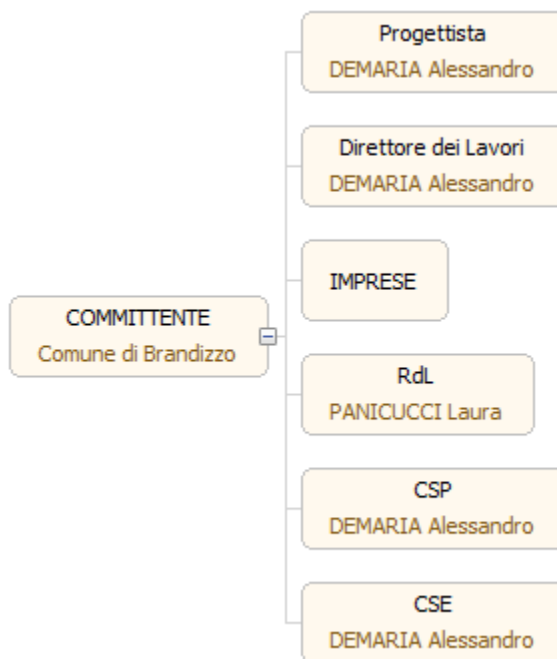 COMMITTENTE
Comune di Brandizzo
Progettista
DEMARIA Alessandro
Direttore dei Lavori
DEMARIA Alessandro
IMPRESE
RdL
PANICUCCI Laura
CSP
DEMARIA Alessandro
CSE
DEMARIA Alessandro